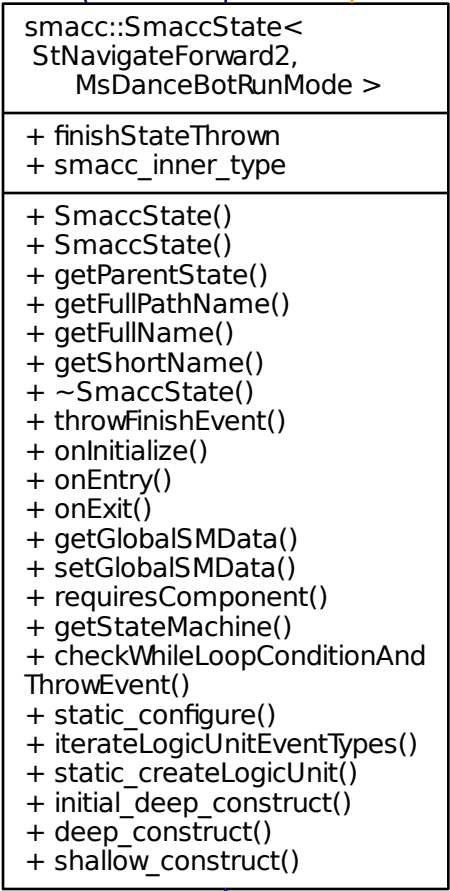 smacc::SmaccState<
StNavigateForward2,
MsDanceBotRunMode >
+ finishStateThrown
+ smacc_inner_type
+ SmaccState()
+ SmaccState()
+ getParentState()
+ getFullPathName()
+ getFullName()
+ getShortName()
+ ~SmaccState()
+ throwFinishEvent()
+ onInitialize()
+ onEntry()
+ onExit()
+ getGlobalSMData()
+ setGlobalSMData()
+ requiresComponent()
+ getStateMachine()
+ checkWhileLoopConditionAnd
ThrowEvent()
+ static_configure()
+ iterateLogicUnitEventTypes()
+ static_createLogicUnit()
+ initial_deep_construct()
+ deep_construct()
+ shallow_construct()